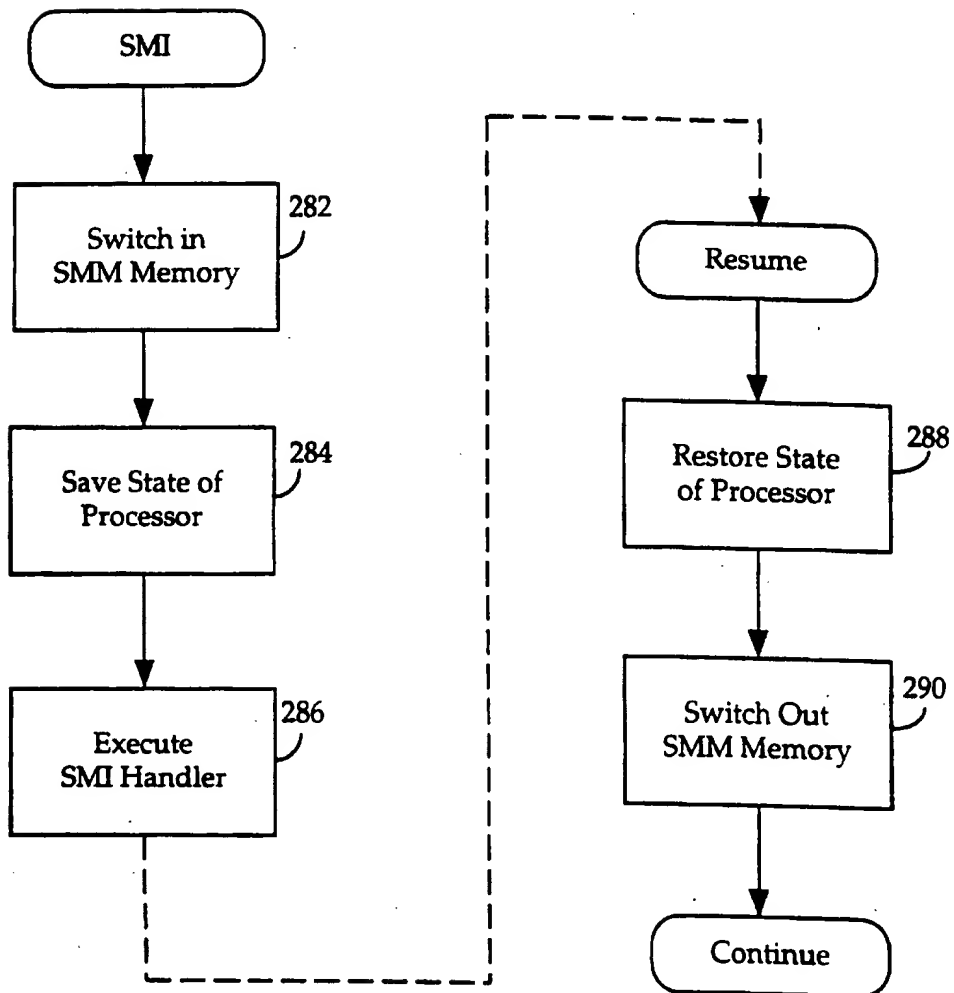 SMI
282
Switch in
SMM Memory
284
Save State of
Processor
286
Execute
SMI Handler
Resume
288
Restore State
of Processor
290
Switch Out
SMM Memory
Continue